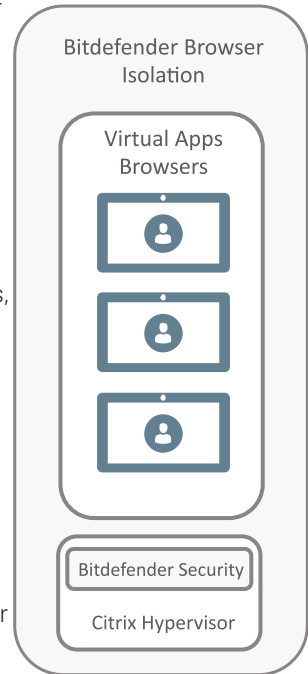 Bitdefender Browser
Isolation
Virtual Apps
Browsers
s,
Bitdefender Security
Citrix Hypervisor
r